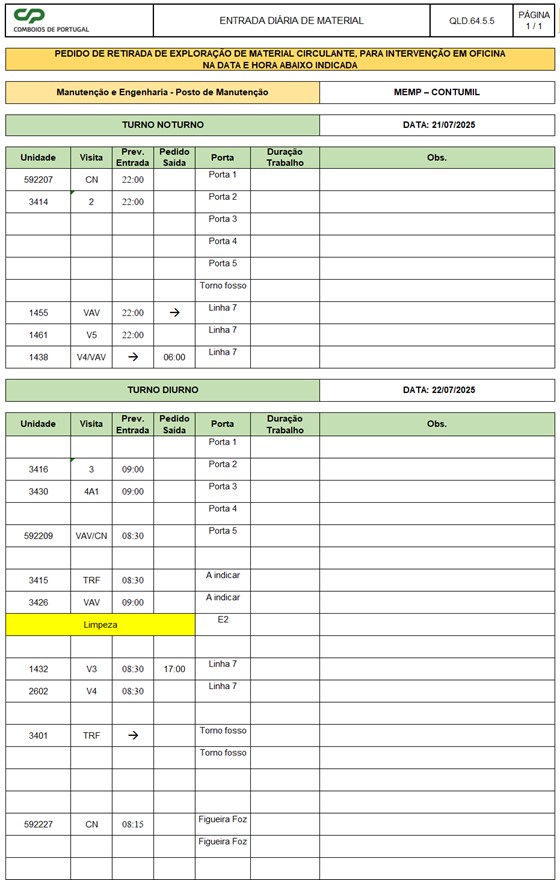 CP
COMBOIOS DE PORTUGAL
ENTRADA DIÁRIA DE MATERIAL
QLD.64.5.5
PÁGINA
1 / 1
PEDIDO DE RETIRADA DE EXPLORAÇÃO DE MATERIAL CIRCULANTE, PARA INTERVENÇÃO EM OFICINA
NA DATA E HORA ABAIXO INDICADA
Manutenção e Engenharia - Posto de Manutenção MEMP – CONTUMIL
TURNO NOTURNO DATA: 21/07/2025
Unidade Visita Prev. Entrada Pedido Saída Porta Duração Trabalho Obs.
592207 CN 22:00 Porta 1
3414 2 22:00 Porta 2
Porta 3
Porta 4
Porta 5
Torno fosso
1455 VAV 22:00 → Linha 7
1461 V5 22:00 Linha 7
1438 V4/VAV → 06:00 Linha 7
TURNO DIURNO DATA: 22/07/2025
Unidade Visita Prev. Entrada Pedido Saída Porta Duração Trabalho Obs.
Porta 1
3416 3 09:00 Porta 2
3430 4A1 09:00 Porta 3
Porta 4
592209 VAV/CN 08:30 Porta 5
3415 TRF 08:30 A indicar
3426 VAV 09:00 A indicar
Limpeza E2
1432 V3 08:30 17:00 Linha 7
2602 V4 08:30 Linha 7
3401 TRF → Torno fosso
Torno fosso
592227 CN 08:15 Figueira Foz
Figueira Foz